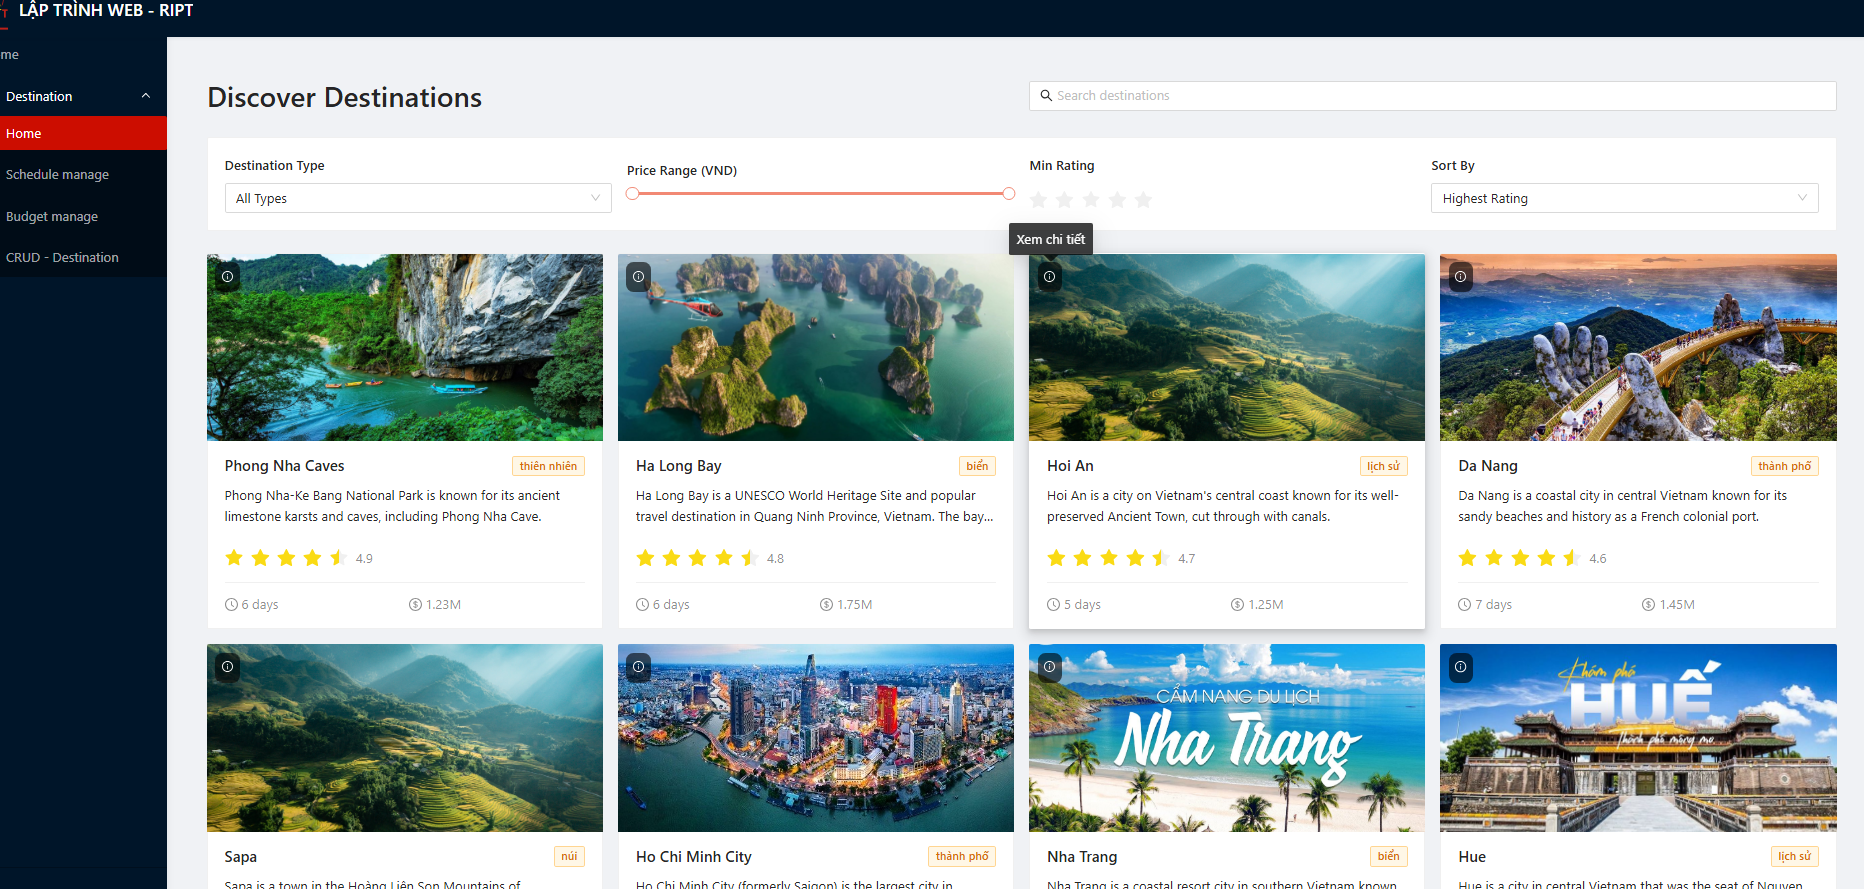 LẬP TRÌNH WEB - RIPT
me
Destination
Home
Schedule manage
Budget manage
CRUD - Destination
Discover Destinations
Search destinations
Destination Type
All Types
Price Range (VND)
Min Rating
Sort By
Highest Rating
Xem chi tiết
Phong Nha Caves
thiên nhiên
Phong Nha-Ke Bang National Park is known for its ancient
limestone karsts and caves, including Phong Nha Cave.
4.9
6 days
1.23M
Ha Long Bay
biển
Ha Long Bay is a UNESCO World Heritage Site and popular
travel destination in Quang Ninh Province, Vietnam. The bay...
4.8
6 days
1.75M
Hoi An
lịch sử
Hoi An is a city on Vietnam's central coast known for its well-
preserved Ancient Town, cut through with canals.
4.7
5 days
1.25M
Da Nang
thành phố
Da Nang is a coastal city in central Vietnam known for its
sandy beaches and history as a French colonial port.
4.6
7 days
1.45M
Sapa
núi
Sapa is a town in the Hoàng Liên Son Mountains of
Ho Chi Minh City
thành phố
Ho Chi Minh City (formerly Saigon) is the largest city in
CẨM NANG DU LỊCH
Nha Trang
Nha Trang
biển
Nha Trang is a coastal resort city in southern Vietnam known
Khám phá
HUẾ
Thành phố mộng mơ
Hue
lịch sử
Hue is a city in central Vietnam that was the seat of Nguyen